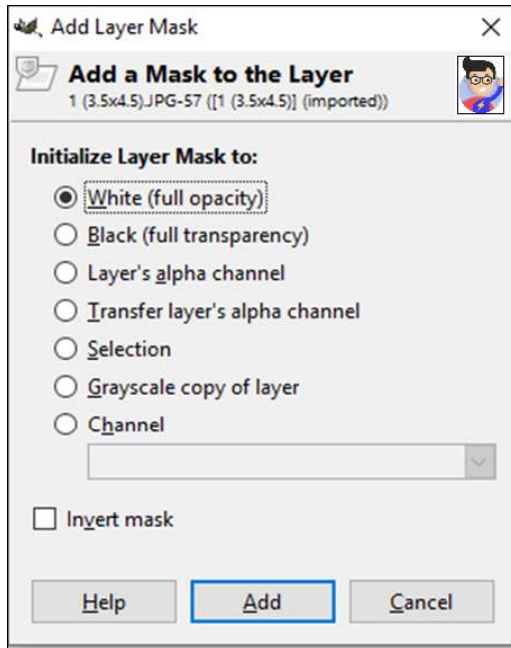 Add Layer Mask
Add a Mask to the Layer
1 (3.5x4.5).JPG-57 ([1 (3.5x4.5)] (imported))
Initialize Layer Mask to:
White (full opacity)
Black (full transparency)
Layer's alpha channel
Transfer layer's alpha channel
Selection
Grayscale copy of layer
Channel
Invert mask
Help Add Cancel